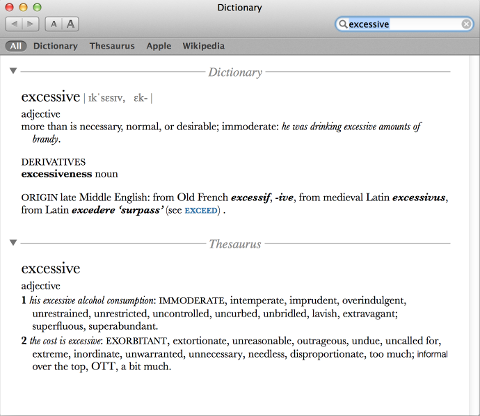 Dictionary
A A
excessive
All Dictionary Thesaurus Apple Wikipedia
Dictionary
excessive | ɪkˈsɛsɪv, ɛk- |
adjective
more than is necessary, normal, or desirable; immoderate: he was drinking excessive amounts of
brandy.
DERIVATIVES
excessiveness noun
ORIGIN late Middle English: from Old French excessif, -ive, from medieval Latin excessivus,
from Latin excedere ‘surpass’ (see EXCEED) .
Thesaurus
excessive
adjective
1 his excessive alcohol consumption: IMMODERATE, intemperate, imprudent, overindulgent,
unrestrained, unrestricted, uncontrolled, uncurbed, unbridled, lavish, extravagant;
superfluous, superabundant.
2 the cost is excessive: EXORBITANT, extortionate, unreasonable, outrageous, undue, uncalled for,
extreme, inordinate, unwarranted, unnecessary, needless, disproportionate, too much; informal
over the top, OTT, a bit much.